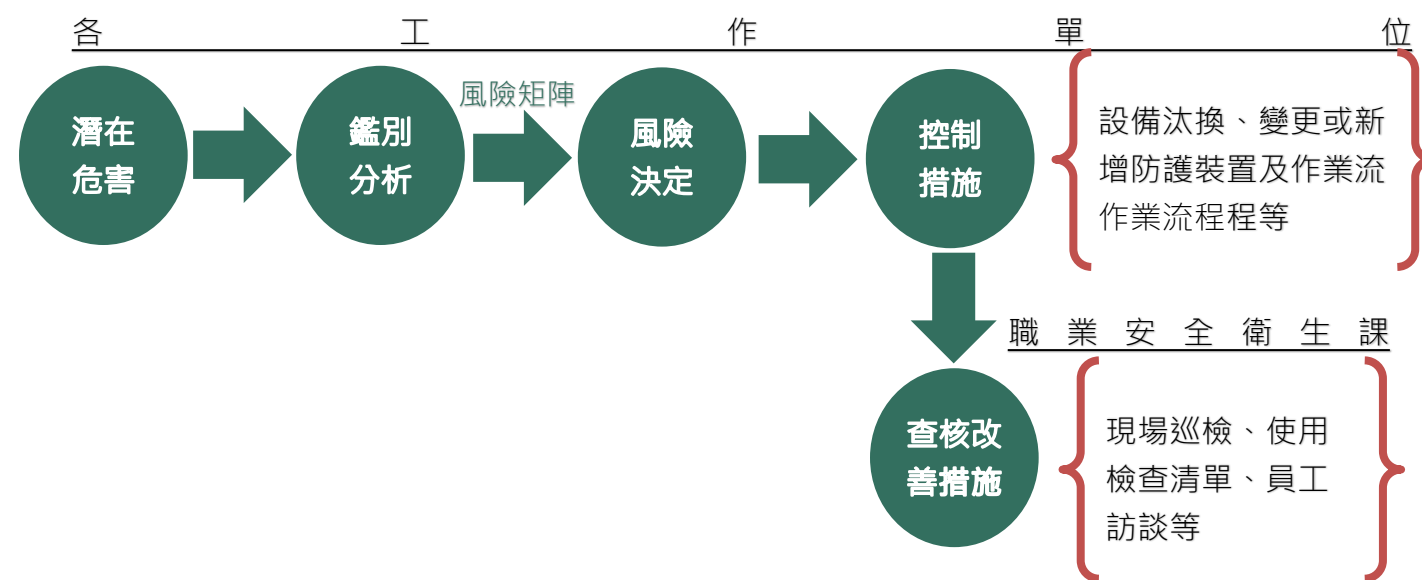 各工作單位
潛在
危害
鑑別
分析
風險矩陣
風險
決定
控制
措施
設備汰換、變更或新
增防護裝置及作業流
作業流程程等
職業安全衛生課
查核改
善措施
現場巡檢、使用
檢查清單、員工
訪談等